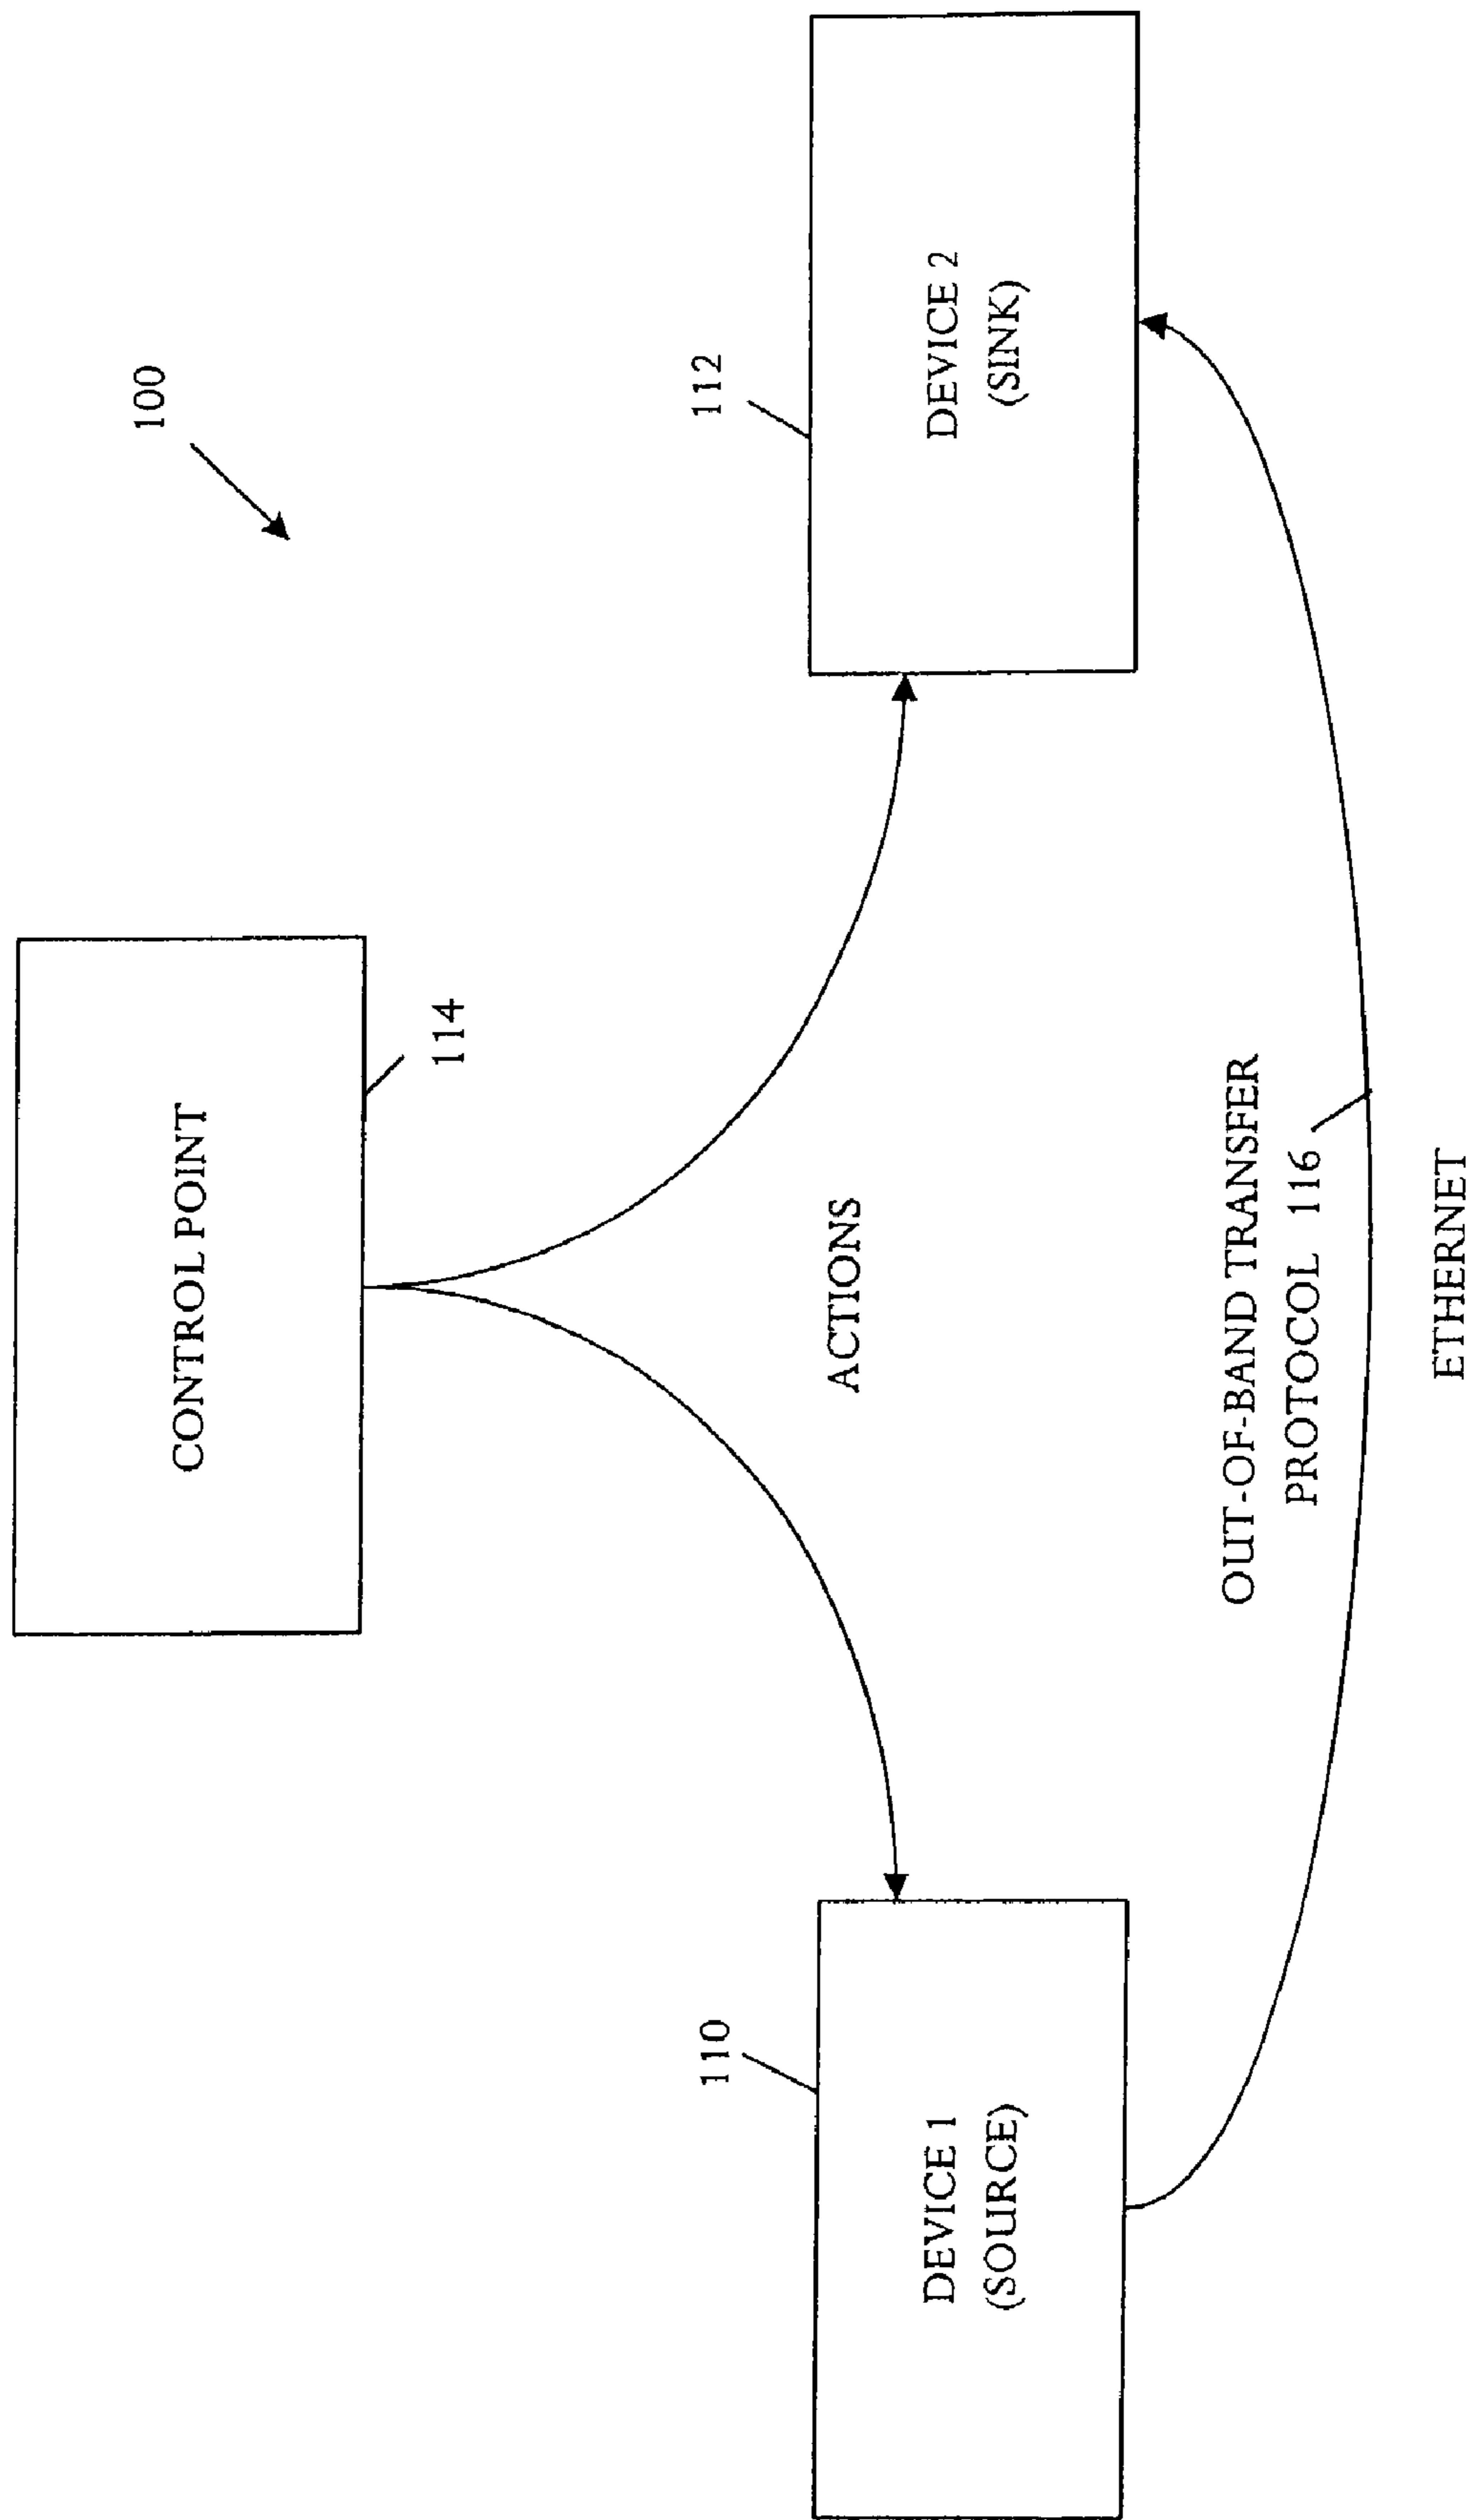 100
CONTROL POINT
114
110
112
DEVICE 1
(SOURCE)
ACTIONS
DEVICE 2
(SINK)
OUT-OF-BAND TRANSFER
PROTOCOL 116
ETHERNET